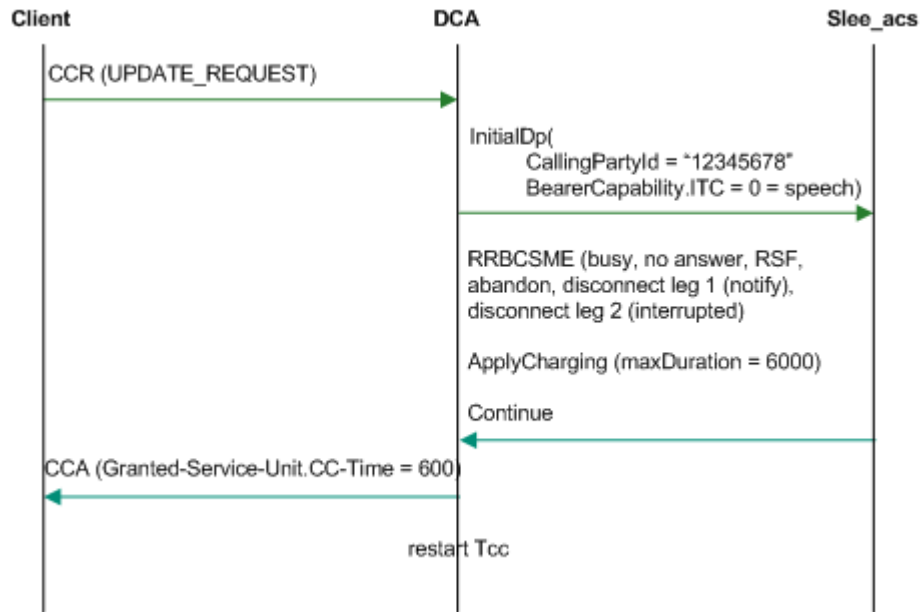 Client DCA Slee_acs
CCR (UPDATE_REQUEST)
InitialDp(
CallingPartyId = "12345678"
BearerCapability.ITC = 0 = speech)
RRBCSME (busy, no answer, RSF,
abandon, disconnect leg 1 (notify),
disconnect leg 2 (interrupted)
ApplyCharging (maxDuration = 6000)
Continue
CCA (Granted-Service-Unit.CC-Time = 600)
restart Tcc